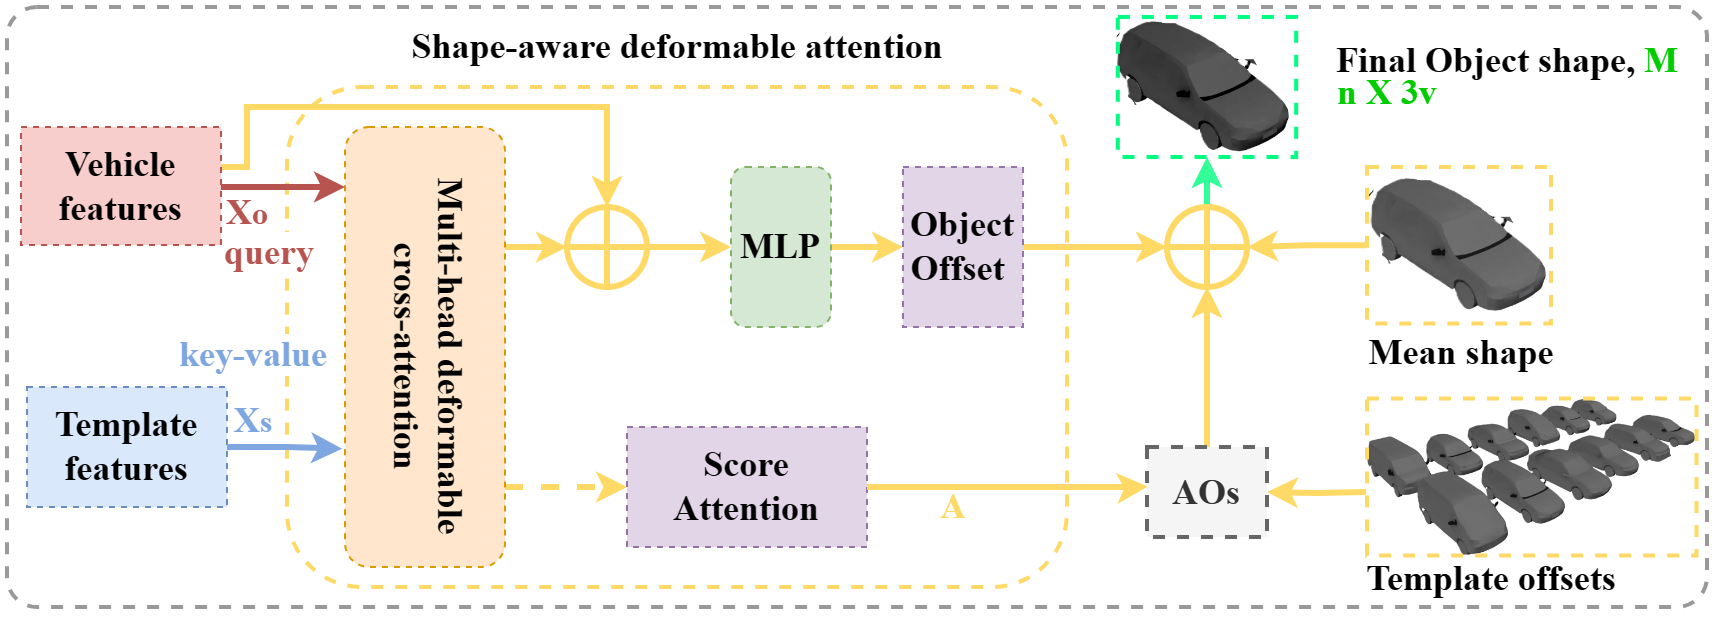 Shape-aware deformable attention
Final Object shape, M
n X 3v
Vehicle
features
Xo
query
key-value
Template
features
Xs
Multi-head deformable
cross-attention
MLP
Object
Offset
Score
Attention
A
AOs
Mean shape
Template offsets